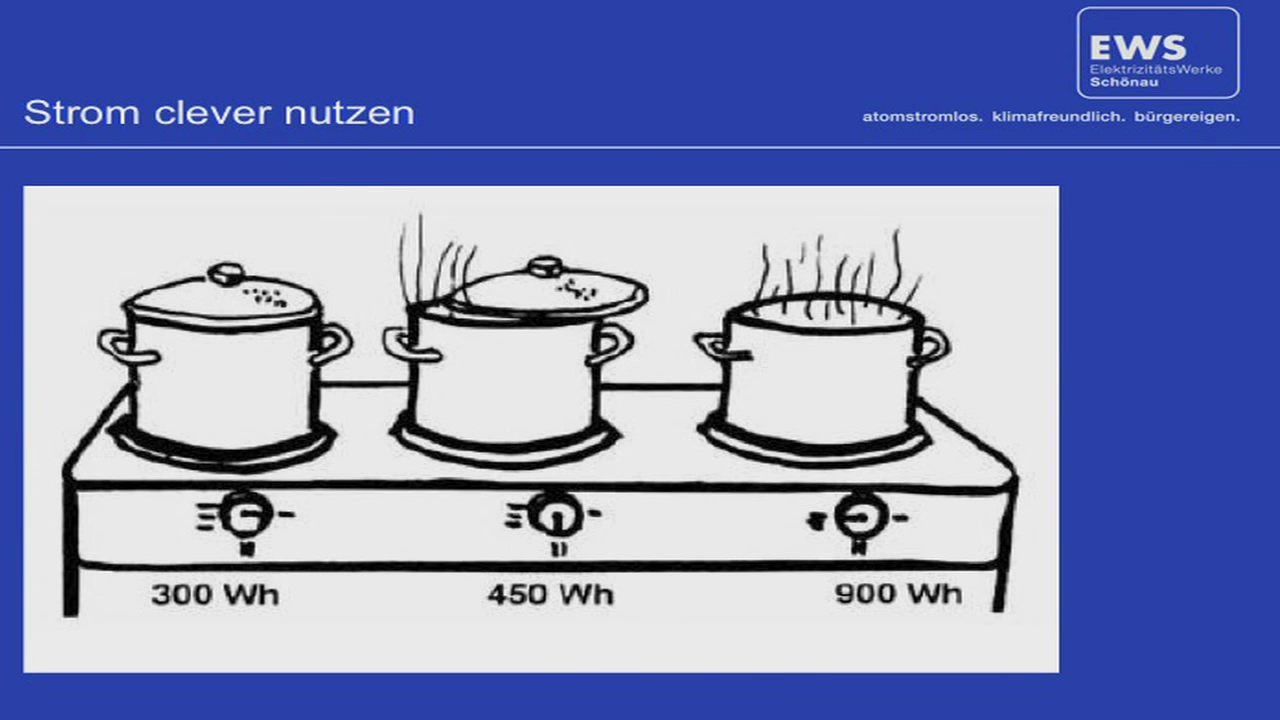 EWS
ElektrizitätsWerke
Schönau
Strom clever nutzen
atomstromlos. klimafreundlich. bürgereigen.
300 Wh
450 Wh
900 Wh